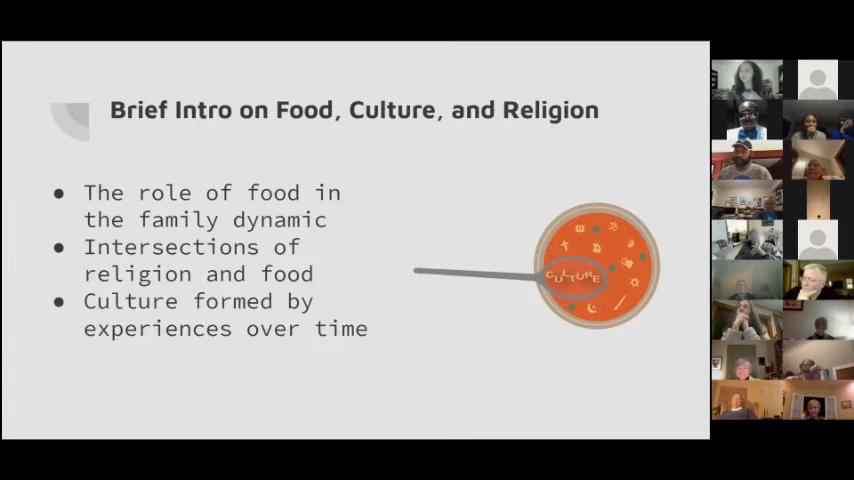 Brief Intro on Food, Culture, and Religion
● The role of food in
the family dynamic
● Intersections of
religion and food
● Culture formed by
experiences over time
CULTURE